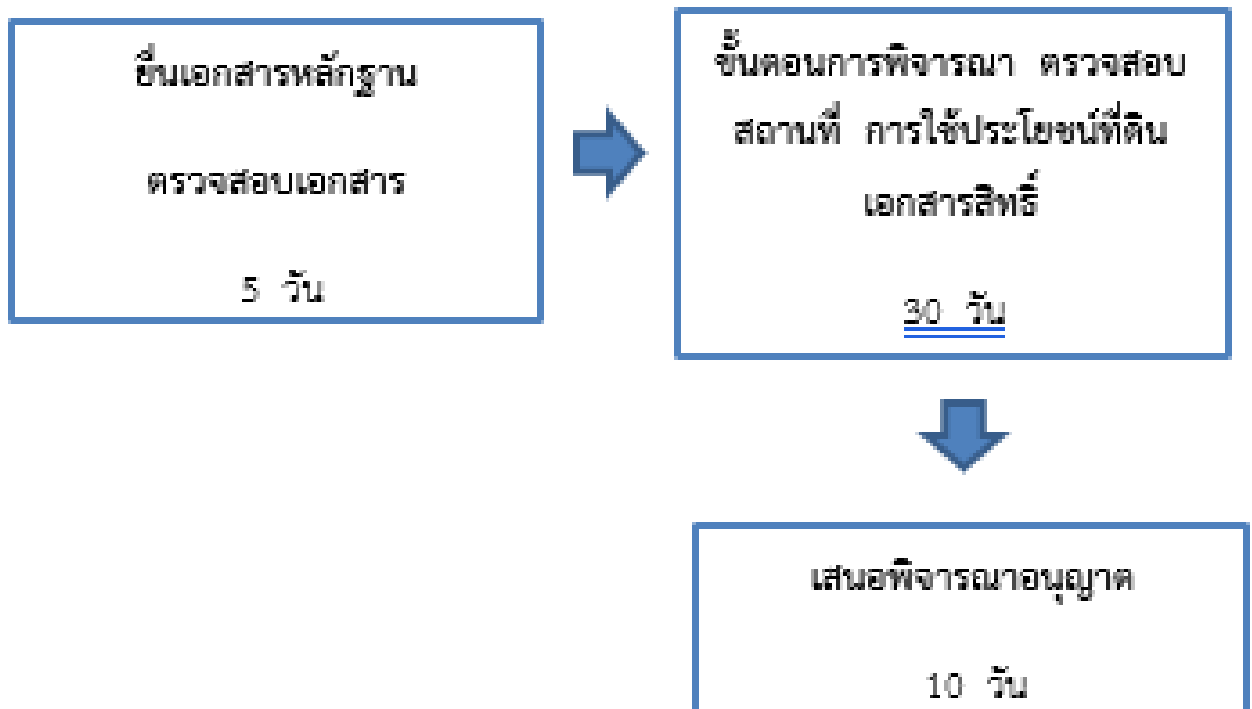 ยื่นเอกสารหลักฐาน
ตรวจสอบเอกสาร
5 วัน
ขั้นตอนการพิจารณา ตรวจสอบ
สถานที่ การใช้ประโยชน์ที่ดิน
เอกสารสิทธิ์
30 วัน
เสนอพิจารณาอนุญาต
10 วัน